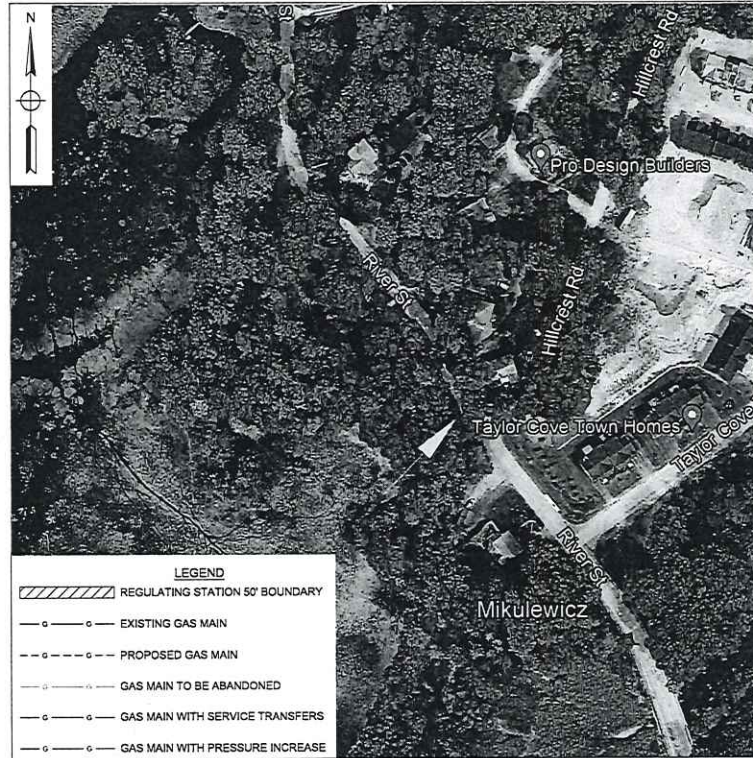 N
St
Hillcrest Rd
Pro Design Builders
River St
Hillcrest Rd
Taylor Cove Town Homes
Taylor Cove
River St
Mikulewicz
LEGEND
REGULATING STATION 50' BOUNDARY
G G EXISTING GAS MAIN
G G PROPOSED GAS MAIN
G G GAS MAIN TO BE ABANDONED
G G GAS MAIN WITH SERVICE TRANSFERS
G G GAS MAIN WITH PRESSURE INCREASE